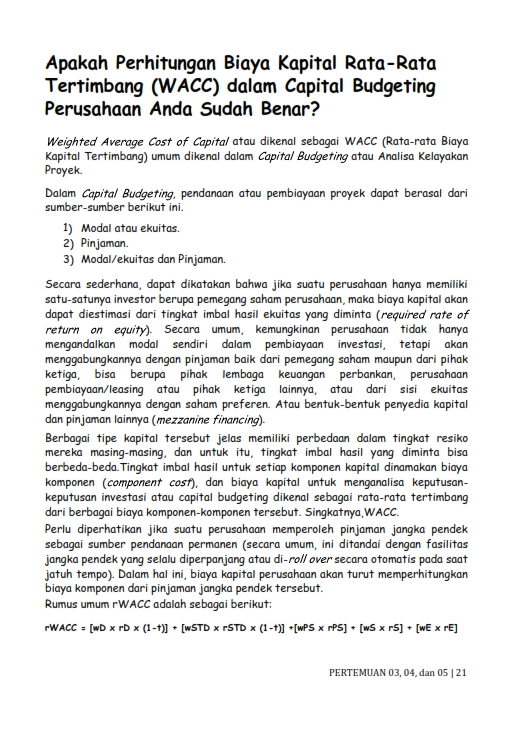 Apakah Perhitungan Biaya Kapital Rata-Rata
Tertimbang (WACC) dalam Capital Budgeting
Perusahaan Anda Sudah Benar?
Weighted Average Cost of Capital atau dikenal sebagai WACC (Rata-rata Biaya
Kapital Tertimbang) umum dikenal dalam Capital Budgeting atau Analisa Kelayakan
Proyek.
Dalam Capital Budgeting, pendanaan atau pembiayaan proyek dapat berasal dari
sumber-sumber berikut ini.
1) Modal atau ekuitas.
2) Pinjaman.
3) Modal/ekuitas dan Pinjaman.
Secara sederhana, dapat dikatakan bahwa jika suatu perusahaan hanya memiliki
satu-satunya investor berupa pemegang saham perusahaan, maka biaya kapital akan
dapat diestimasi dari tingkat imbal hasil ekuitas yang diminta (required rate of
return on equity). Secara umum, kemungkinan perusahaan tidak hanya
mengandalkan modal sendiri dalam pembiayaan investasi, tetapi akan
menggabungkannya dengan pinjaman baik dari pemegang saham maupun dari pihak
ketiga, bisa berupa pihak lembaga keuangan perbankan, perusahaan
pembiayaan/leasing atau pihak ketiga lainnya, atau dari sisi ekuitas
menggabungkannya dengan saham preferen. Atau bentuk-bentuk penyedia kapital
dan pinjaman lainnya (mezzanine financing).
Berbagai tipe kapital tersebut jelas memiliki perbedaan dalam tingkat resiko
mereka masing-masing, dan untuk itu, tingkat imbal hasil yang diminta bisa
berbeda-beda.Tingkat imbal hasil untuk setiap komponen kapital dinamakan biaya
komponen (component cost), dan biaya kapital untuk menganalisa keputusan-
keputusan investasi atau capital budgeting dikenal sebagai rata-rata tertimbang
dari berbagai biaya komponen-komponen tersebut. Singkatnya,WACC.
Perlu diperhatikan jika suatu perusahaan memperoleh pinjaman jangka pendek
sebagai sumber pendanaan permanen (secara umum, ini ditandai dengan fasilitas
jangka pendek yang selalu diperpanjang atau di-roll over secara otomatis pada saat
jatuh tempo). Dalam hal ini, biaya kapital perusahaan akan turut memperhitungkan
biaya komponen dari pinjaman jangka pendek tersebut.
Rumus umum rWACC adalah sebagai berikut:
rWACC = [wD x rD x (1-t)] + [wSTD x rSTD x (1-t)] +[wPS x rPS] + [wS x rS] + [wE x rE]
PERTEMUAN 03, 04, dan 05 | 21